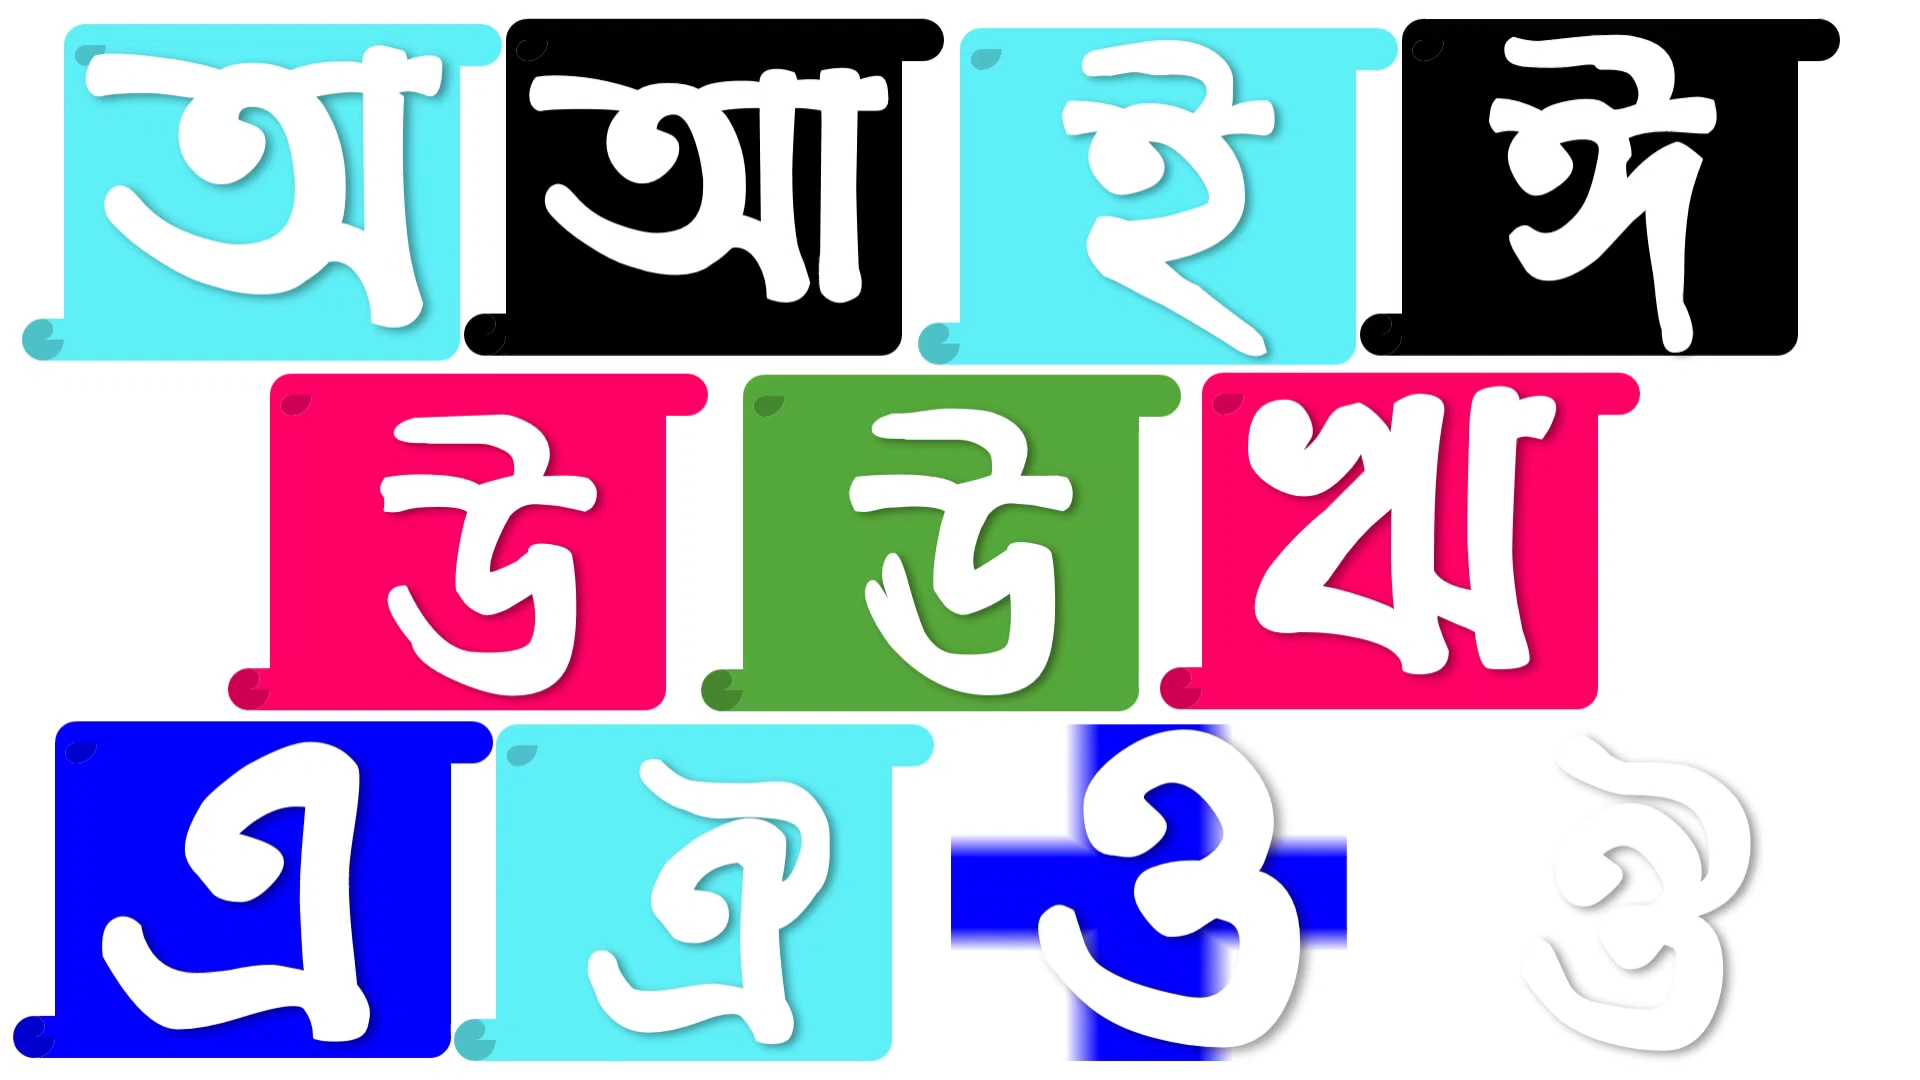 অ আ ই ঈ
উ ঊ ঋ
এ ঐ ও ঔ